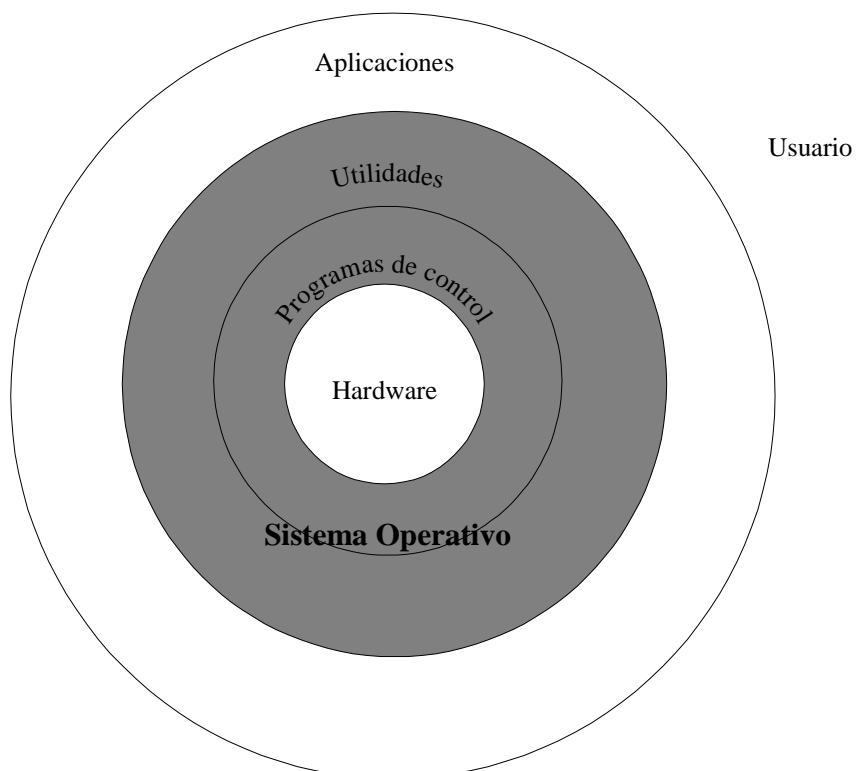 Aplicaciones
Usuario
Utilidades
Programas de control
Hardware
Sistema Operativo